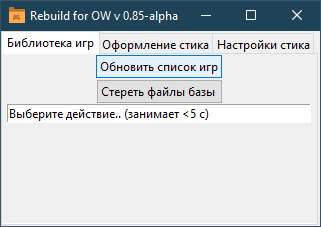 Rebuild for OW v 0.85-alpha
Библиотека игр Оформление стика Настройки стика
Обновить список игр
Стереть файлы базы
Выберите действие.. (занимает <5 с)